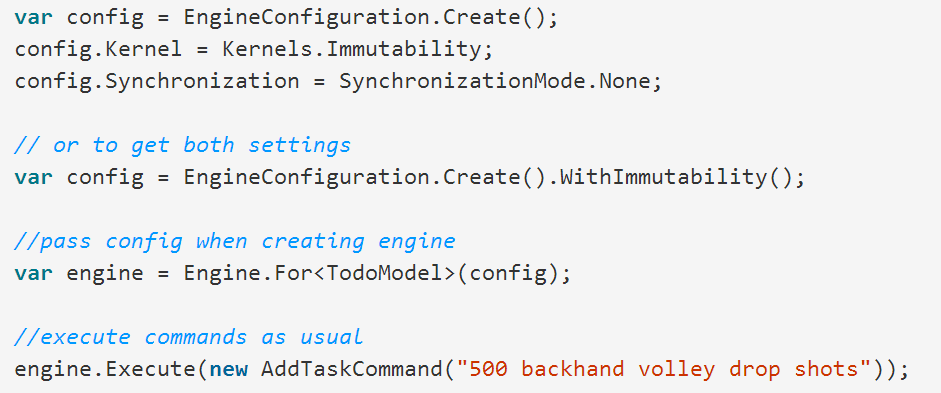 var config = EngineConfiguration.Create();
config.Kernel = Kernels.Immutability;
config.Synchronization = SynchronizationMode.None;
// or to get both settings
var config = EngineConfiguration.Create().WithImmutability();
//pass config when creating engine
var engine = Engine.For<TodoModel>(config);
//execute commands as usual
engine.Execute(new AddTaskCommand("500 backhand volley drop shots"));